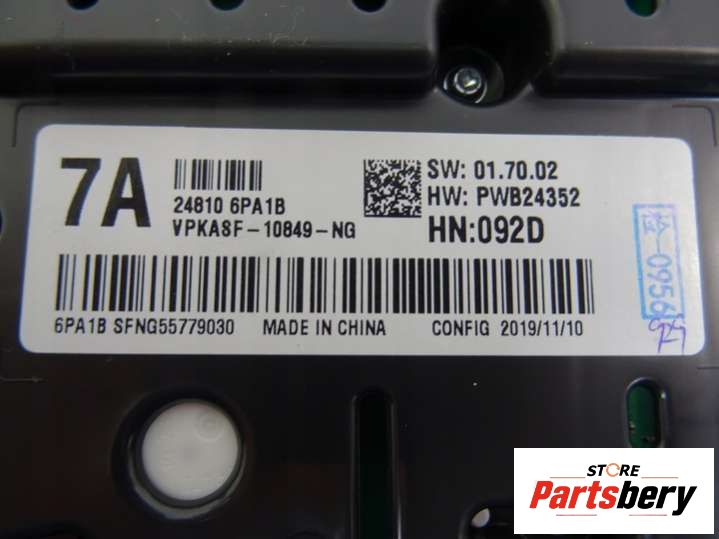 7A
24810 6PA1B
VPKA8F-10849-NG
SW: 01.70.02
HW: PWB24352
HN:092D
6PA1B SFNG55779030 MADE IN CHINA CONFIG 2019/11/10
0956
STORE
Partsbery